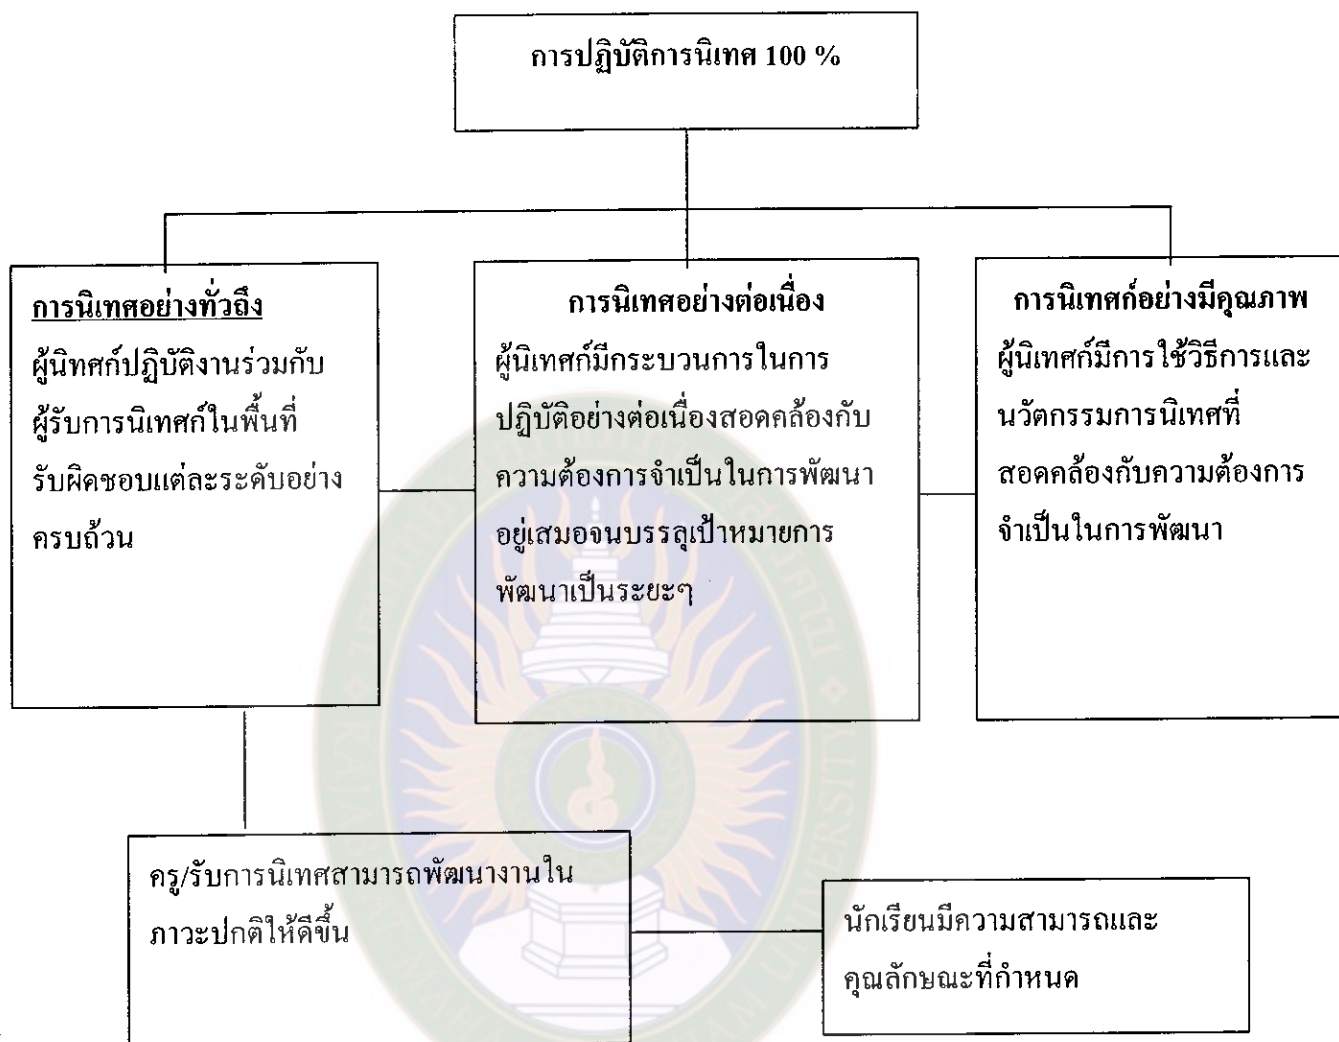 การปฏิบัติการนิเทศ 100 %
การนิเทศอย่างทั่วถึง
ผู้นิทศก์ปฏิบัติงานร่วมกับ
ผู้รับการนิเทศก์ในพื้นที่
รับผิดชอบแต่ละระดับอย่าง
ครบถ้วน
การนิเทศอย่างต่อเนื่อง
ผู้นิเทศก์มีกระบวนการในการ
ปฏิบัติอย่างต่อเนื่องสอดคล้องกับ
ความต้องการจำเป็นในการพัฒนา
อยู่เสมอจนบรรลุเป้าหมายการ
พัฒนาเป็นระยะๆ
การนิเทศก์อย่างมีคุณภาพ
ผู้นิเทศก์มีการใช้วิธีการและ
นวัตกรรมการนิเทศที่
สอดคล้องกับความต้องการ
จำเป็นในการพัฒนา
ครู/รับการนิเทศสามารถพัฒนางานใน
ภาวะปกติให้ดีขึ้น
นักเรียนมีความสามารถและ
คุณลักษณะที่กำหนด